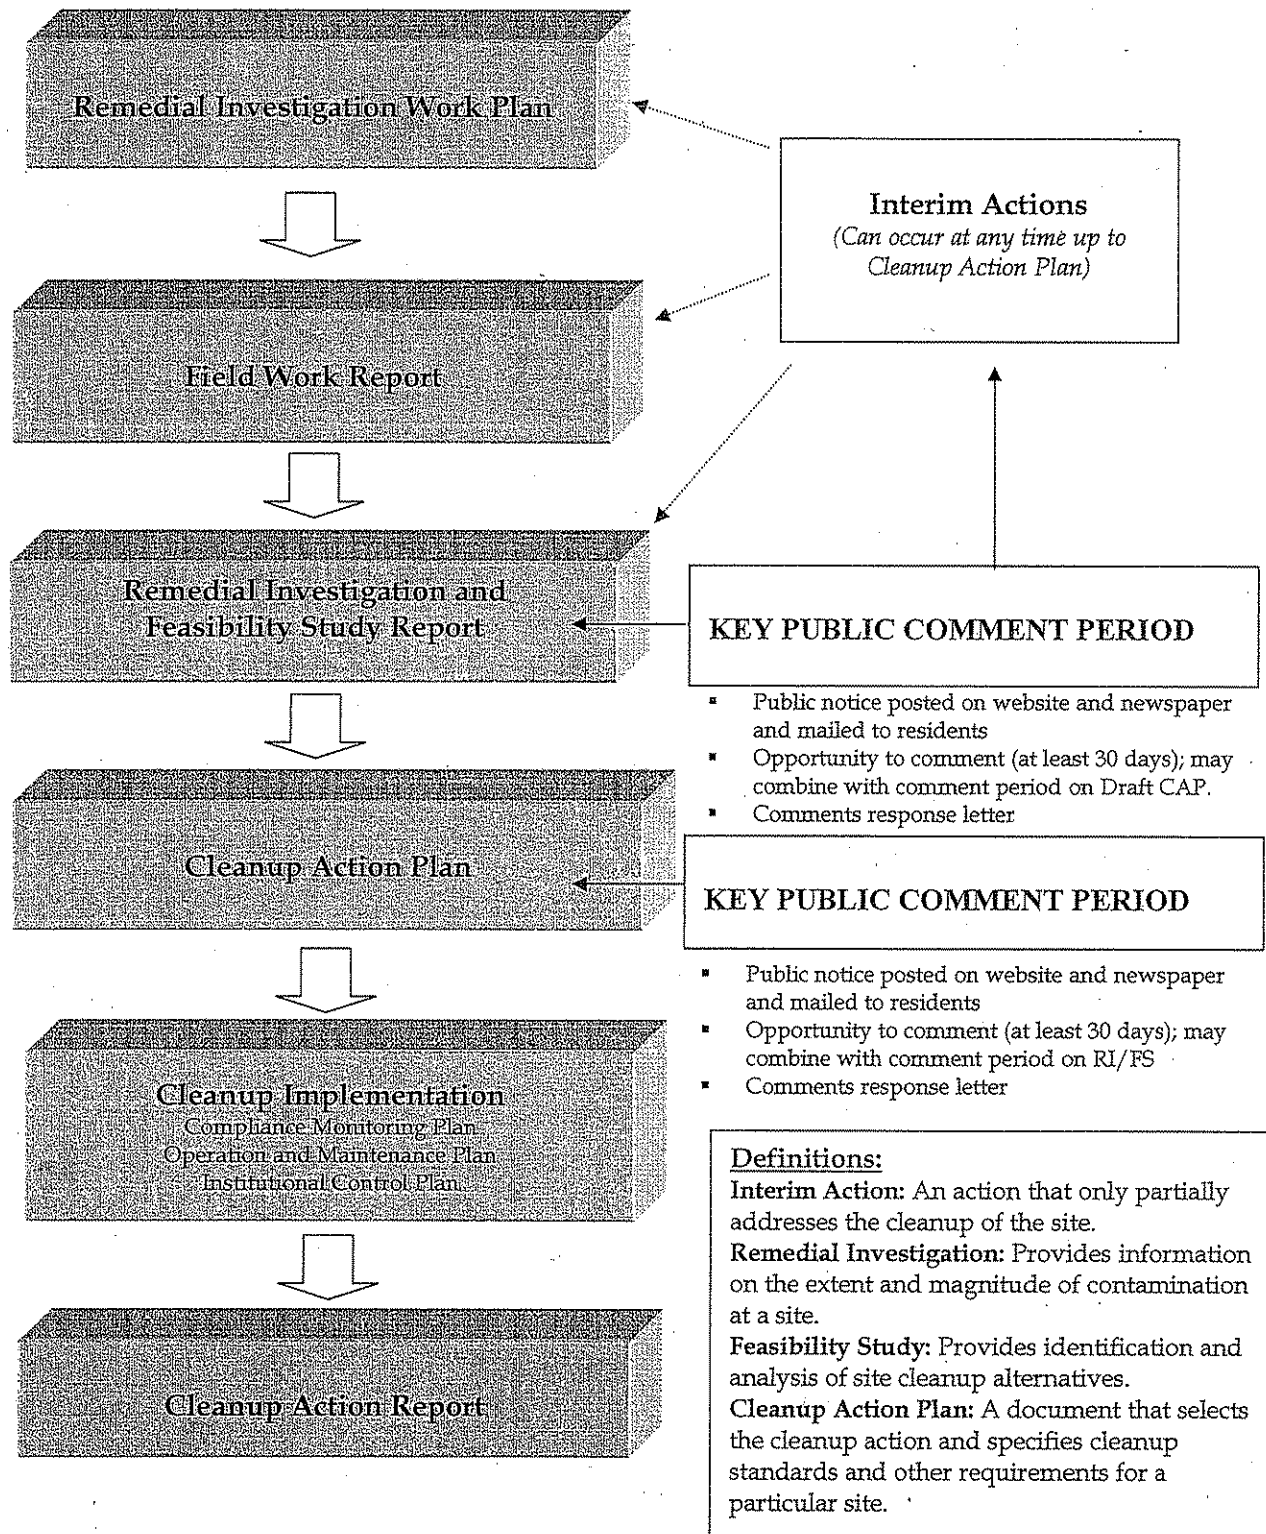 Remedial Investigation Work Plan
Interim Actions
(Can occur at any time up to
Cleanup Action Plan)
Field Work Report
Remedial Investigation and
Feasibility Study Report
KEY PUBLIC COMMENT PERIOD
▪ Public notice posted on website and newspaper
and mailed to residents
▪ Opportunity to comment (at least 30 days); may
combine with comment period on Draft CAP.
▪ Comments response letter
Cleanup Action Plan
KEY PUBLIC COMMENT PERIOD
▪ Public notice posted on website and newspaper
and mailed to residents
▪ Opportunity to comment (at least 30 days); may
combine with comment period on RI/FS
▪ Comments response letter
Cleanup Implementation
Compliance Monitoring Plan
Operation and Maintenance Plan
Institutional Control Plan
Cleanup Action Report
Definitions:
Interim Action: An action that only partially
addresses the cleanup of the site.
Remedial Investigation: Provides information
on the extent and magnitude of contamination
at a site.
Feasibility Study: Provides identification and
analysis of site cleanup alternatives.
Cleanup Action Plan: A document that selects
the cleanup action and specifies cleanup
standards and other requirements for a
particular site.